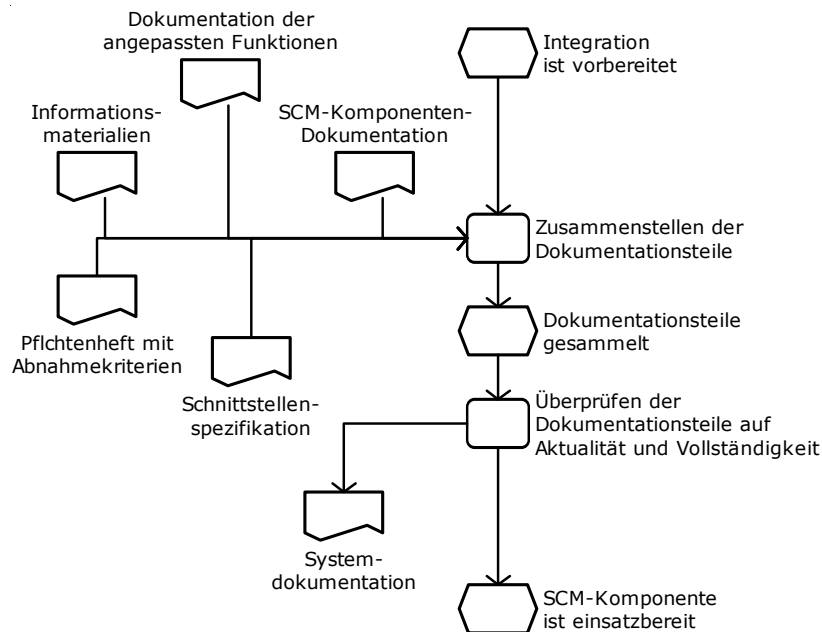 Dokumentation der
angepassten Funktionen
Integration
ist vorbereitet
Informations-
materialien
SCM-Komponenten-
Dokumentation
Zusammenstellen der
Dokumentationsteile
Pflchtenheft mit
Abnahmekriterien
Dokumentationsteile
gesammelt
Schnittstellen-
spezifikation
Überprüfen der
Dokumentationsteile auf
Aktualität und Vollständigkeit
System-
dokumentation
SCM-Komponente
ist einsatzbereit